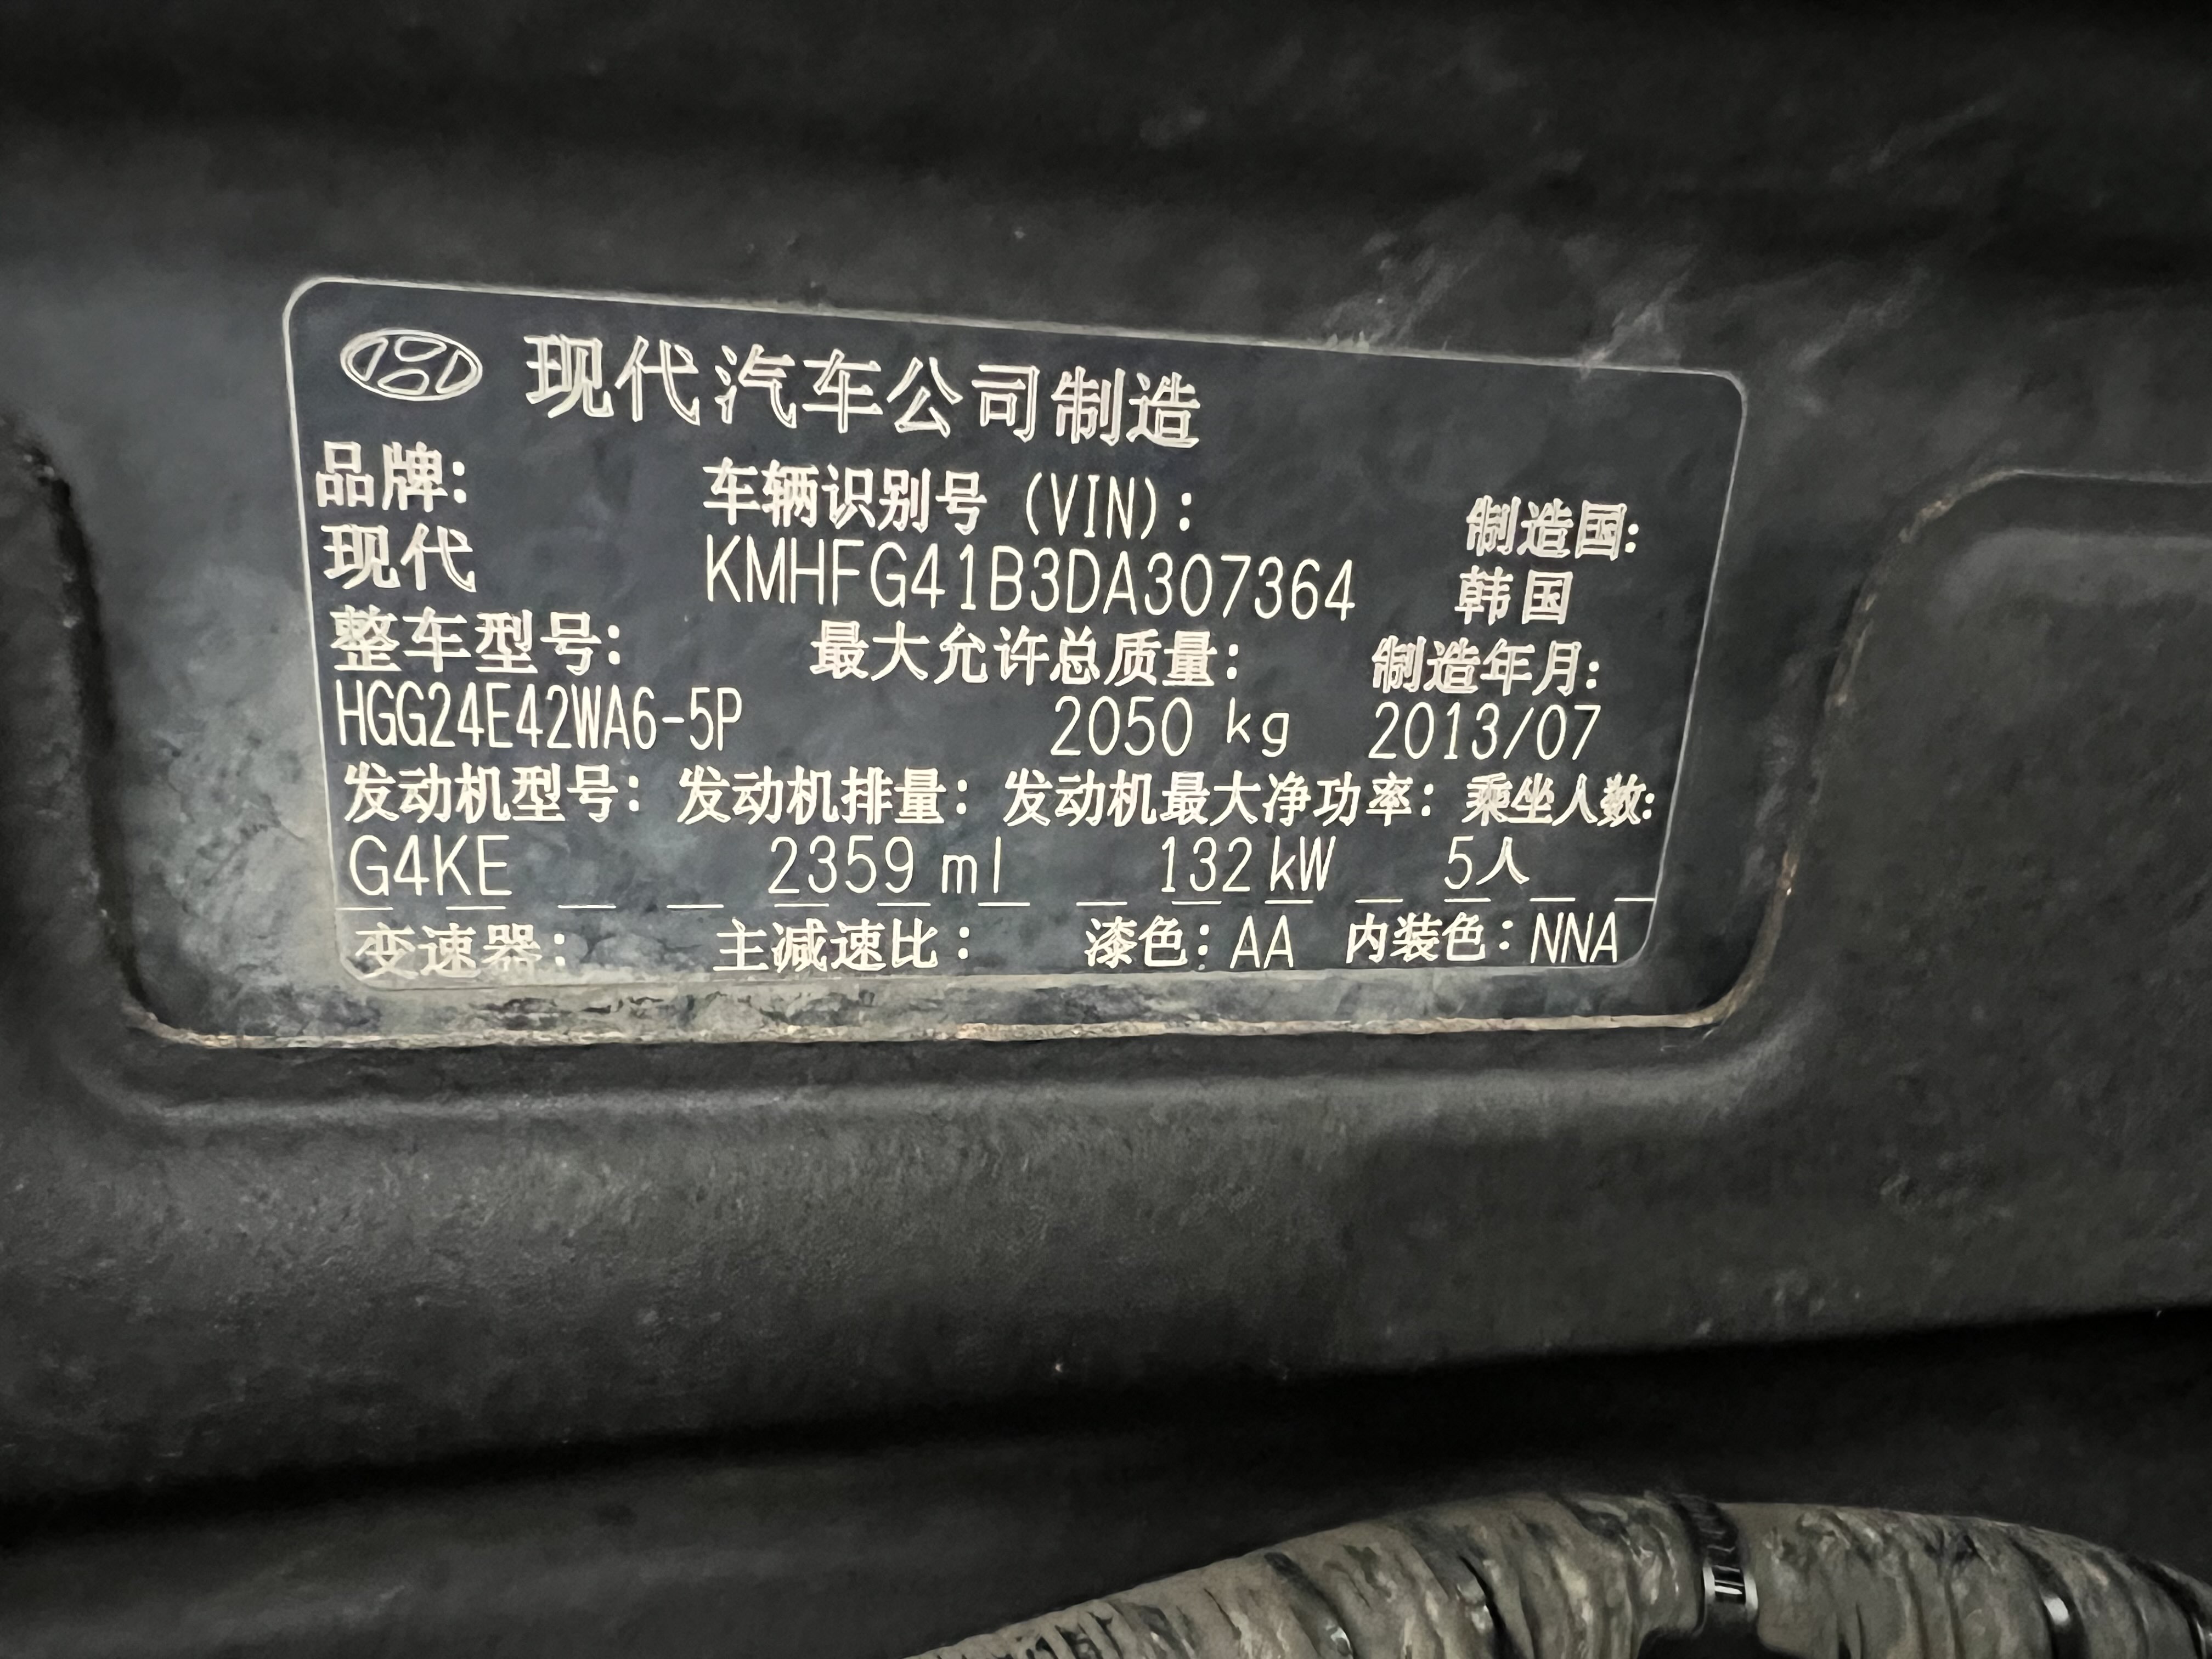 现代汽车公司制造
品牌: 车辆识别号 (VIN): 制造国:
现代 KMHFG41B3DA307364 韩国
整车型号: 最大允许总质量: 制造年月:
HGG24E42WA6-5P 2050 kg 2013/07
发动机型号: 发动机排量: 发动机最大净功率: 乘坐人数:
G4KE 2359 ml 132 kW 5人
变速器: 主减速比: 漆色: AA 内装色: NNA